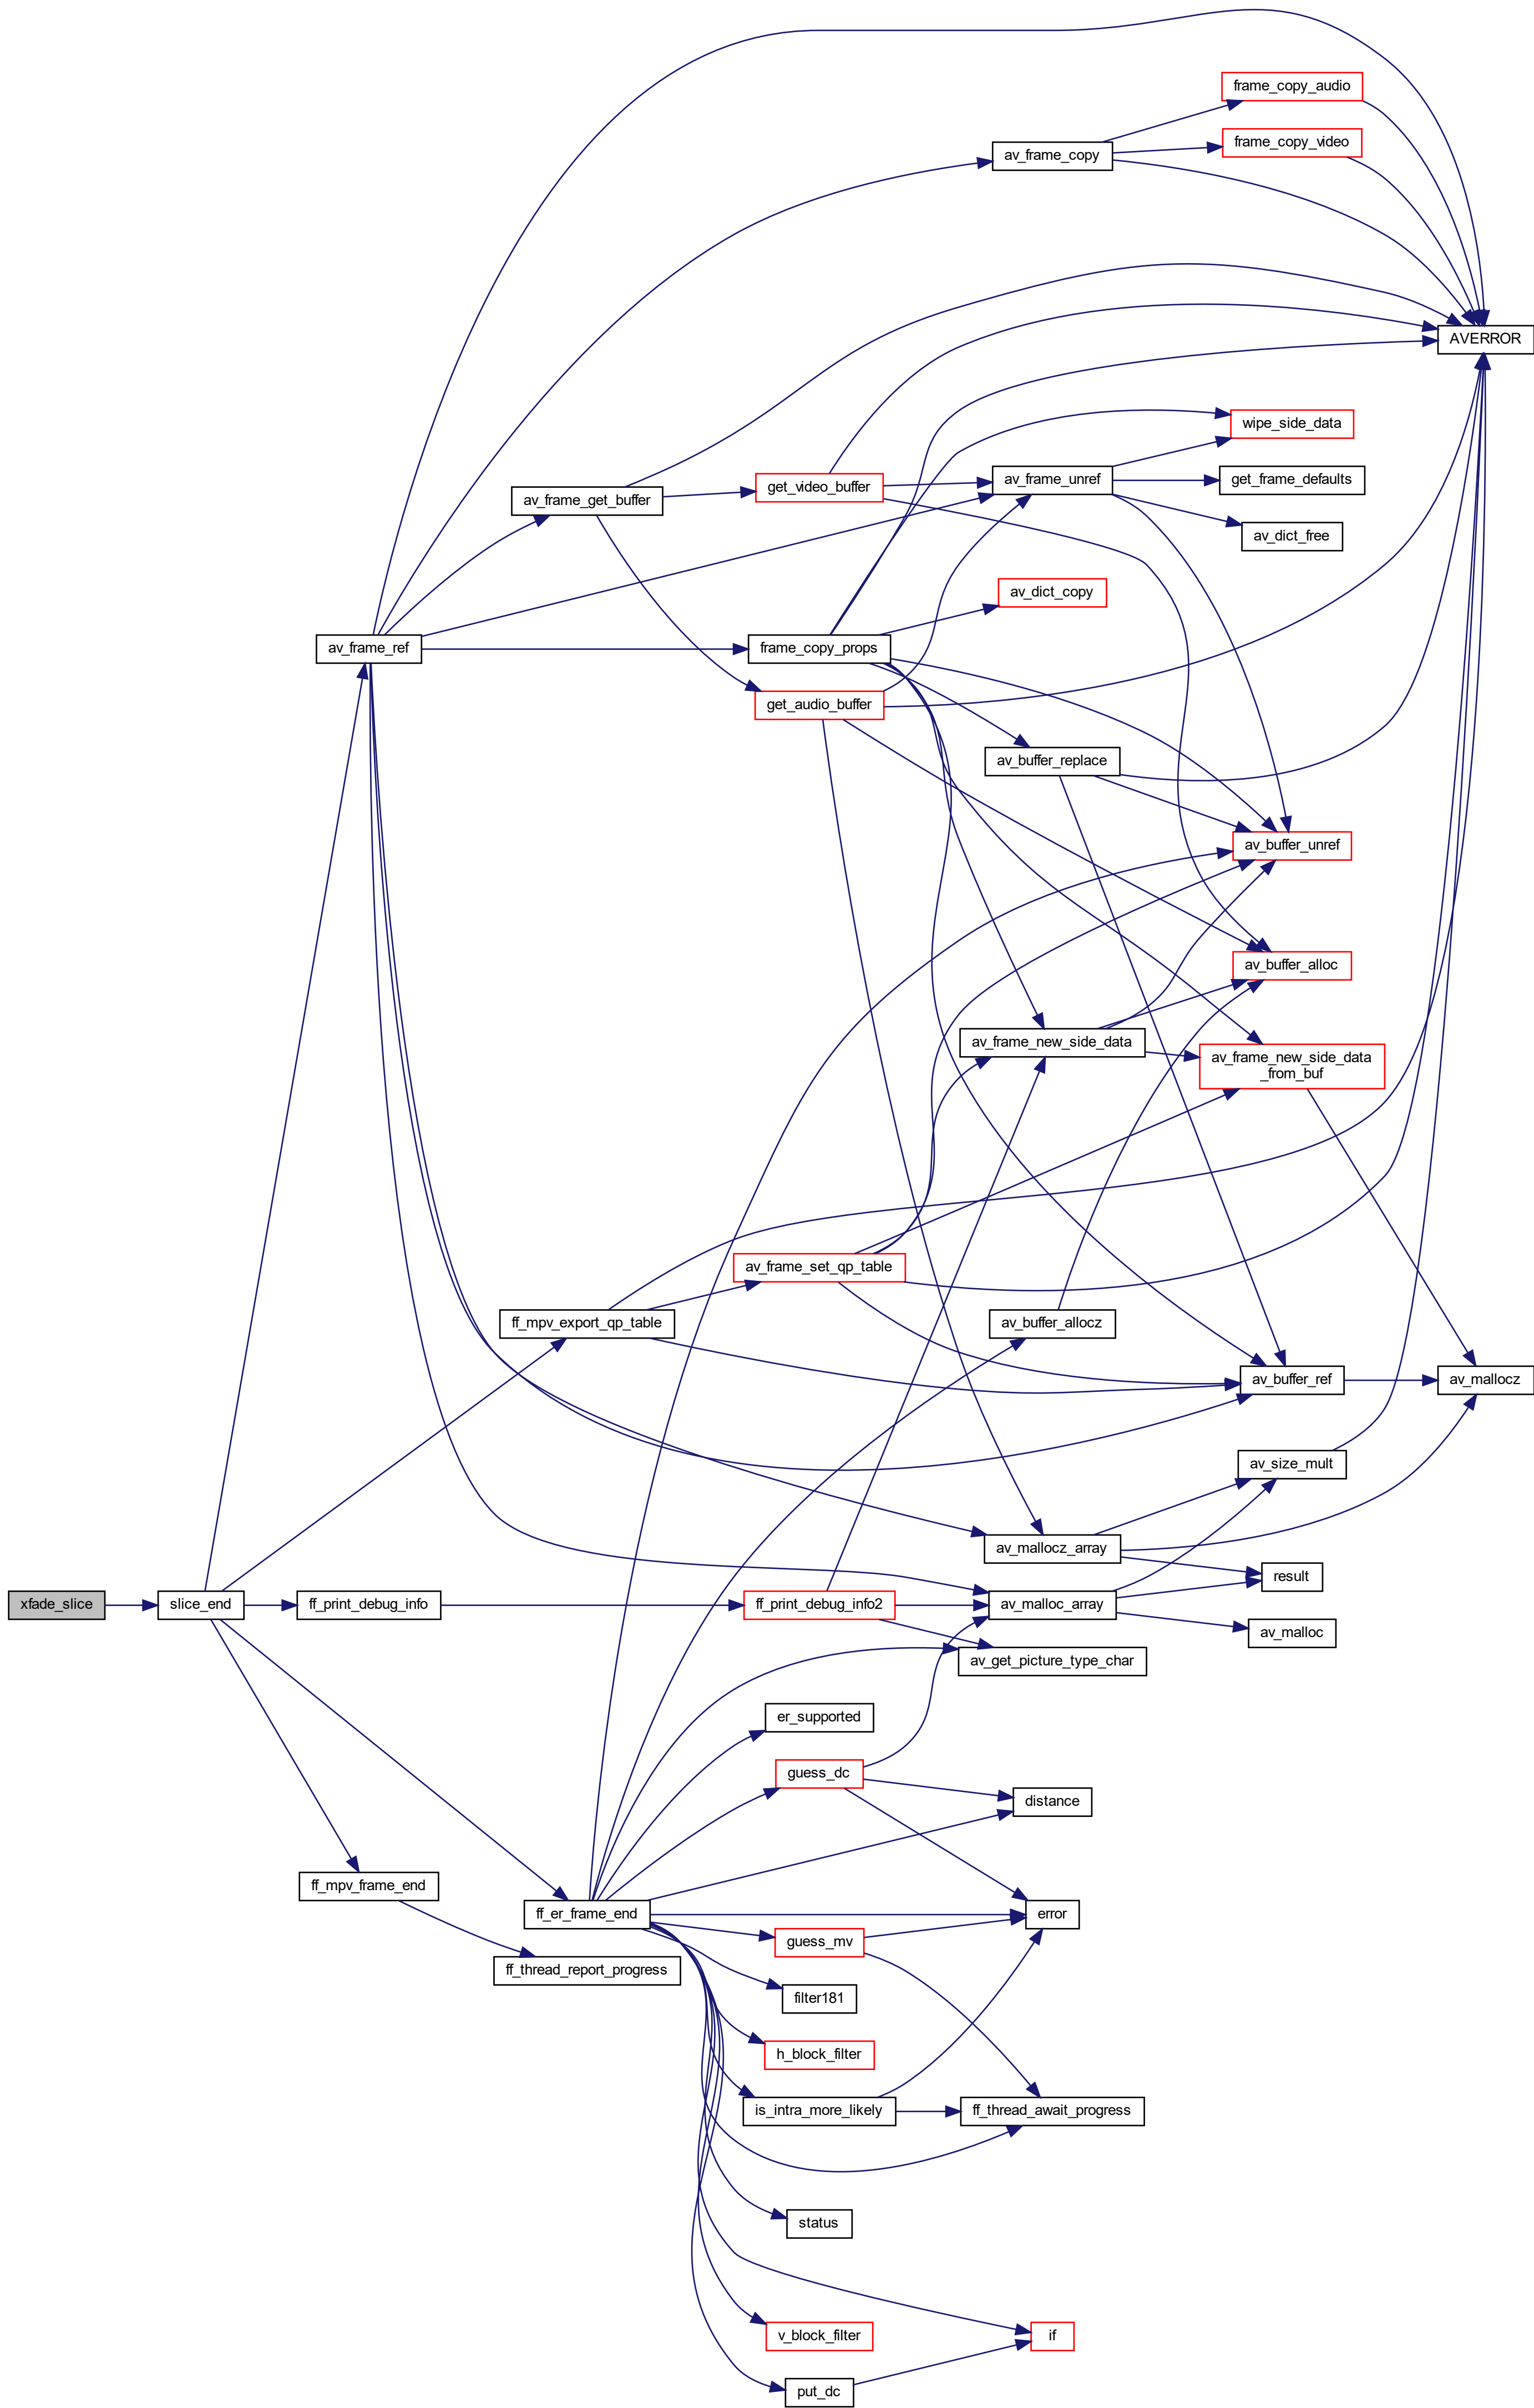 frame_copy_audio
frame_copy_video
av_frame_copy
AVERROR
wipe_side_data
get_video_buffer
av_frame_unref
get_frame_defaults
av_frame_get_buffer
av_dict_free
av_dict_copy
av_frame_ref
frame_copy_props
get_audio_buffer
av_buffer_replace
av_buffer_unref
av_buffer_alloc
av_frame_new_side_data
av_frame_new_side_data
_from_buf
av_frame_set_qp_table
ff_mpv_export_qp_table
av_buffer_allocz
av_buffer_ref
av_mallocz
av_size_mult
av_mallocz_array
result
xfade_slice
slice_end
ff_print_debug_info
ff_print_debug_info2
av_malloc_array
av_malloc
av_get_picture_type_char
er_supported
guess_dc
distance
ff_mpv_frame_end
ff_er_frame_end
error
guess_mv
ff_thread_report_progress
filter181
h_block_filter
is_intra_more_likely
ff_thread_await_progress
status
v_block_filter
if
put_dc